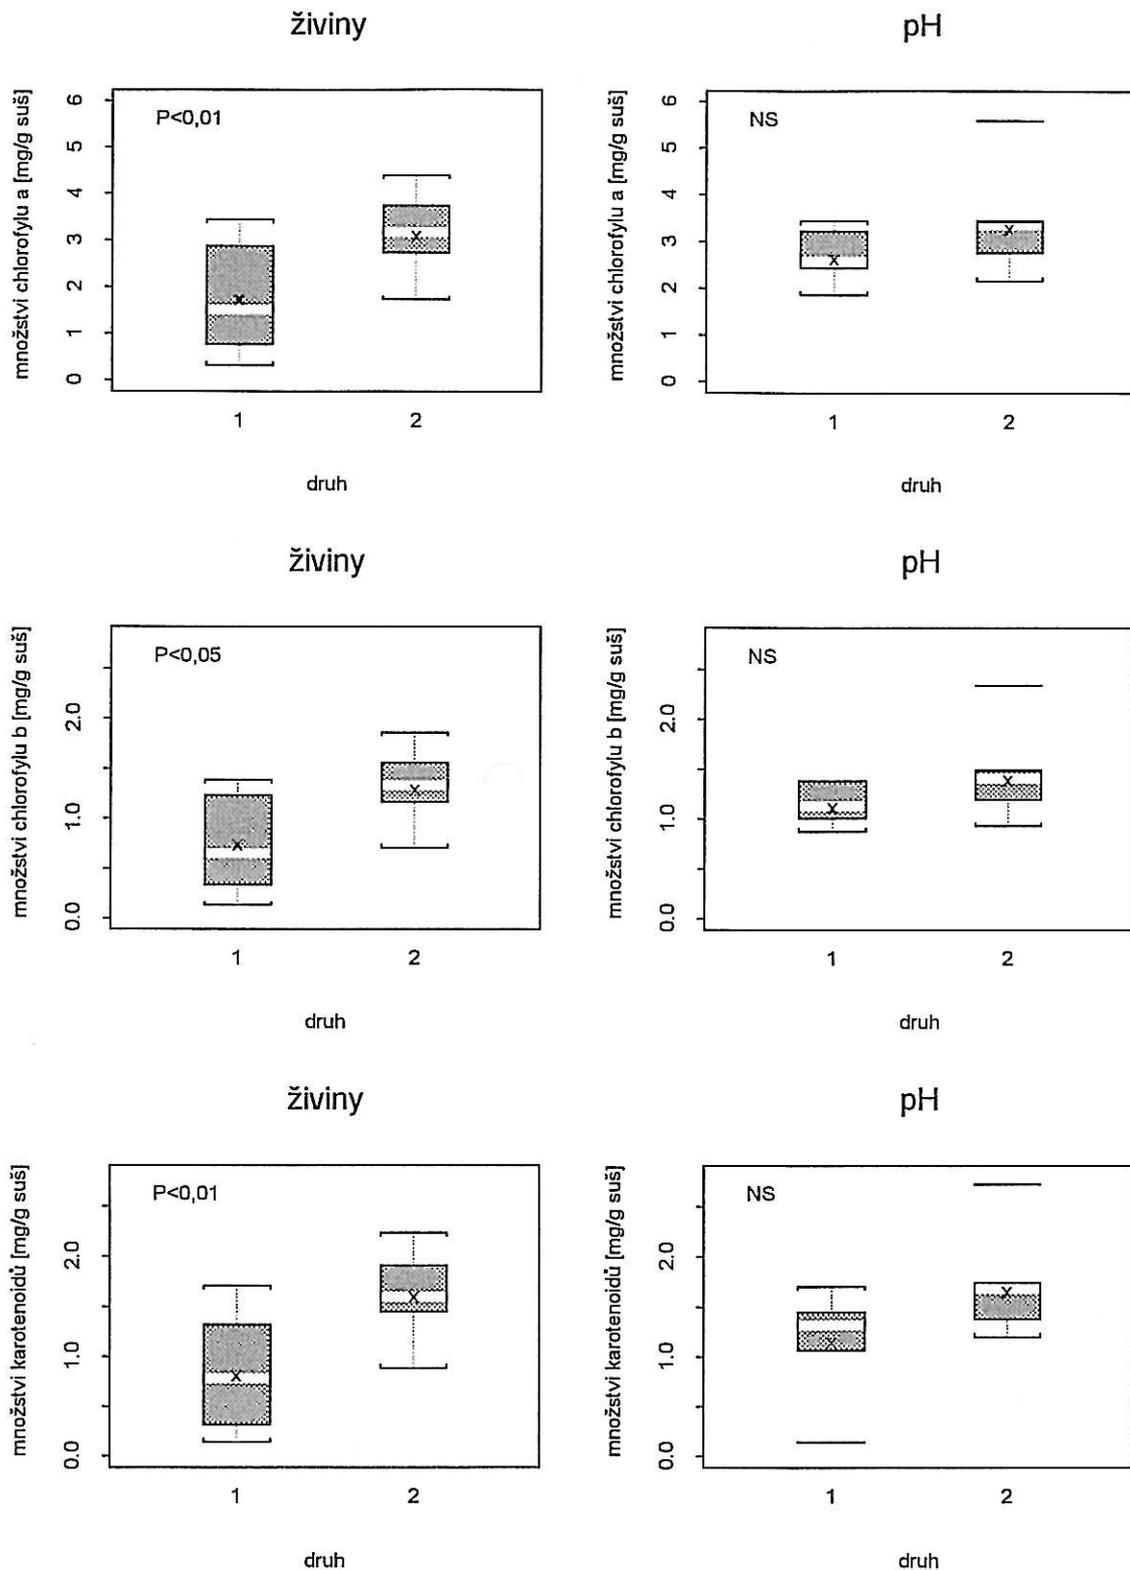 živiny
pH
množství chlorofylu a [mg/g suš]
6
5
4
3
2
1
0
P<0,01
1
2
druh
množství chlorofylu a [mg/g suš]
6
5
4
3
2
1
0
NS
1
2
druh
živiny
pH
množství chlorofylu b [mg/g suš]
2.0
1.0
0.0
P<0,05
1
2
druh
množství chlorofylu b [mg/g suš]
2.0
1.0
0.0
NS
1
2
druh
živiny
pH
množství karotenoidů [mg/g suš]
2.0
1.0
0.0
P<0,01
1
2
druh
množství karotenoidů [mg/g suš]
2.0
1.0
0.0
NS
1
2
druh